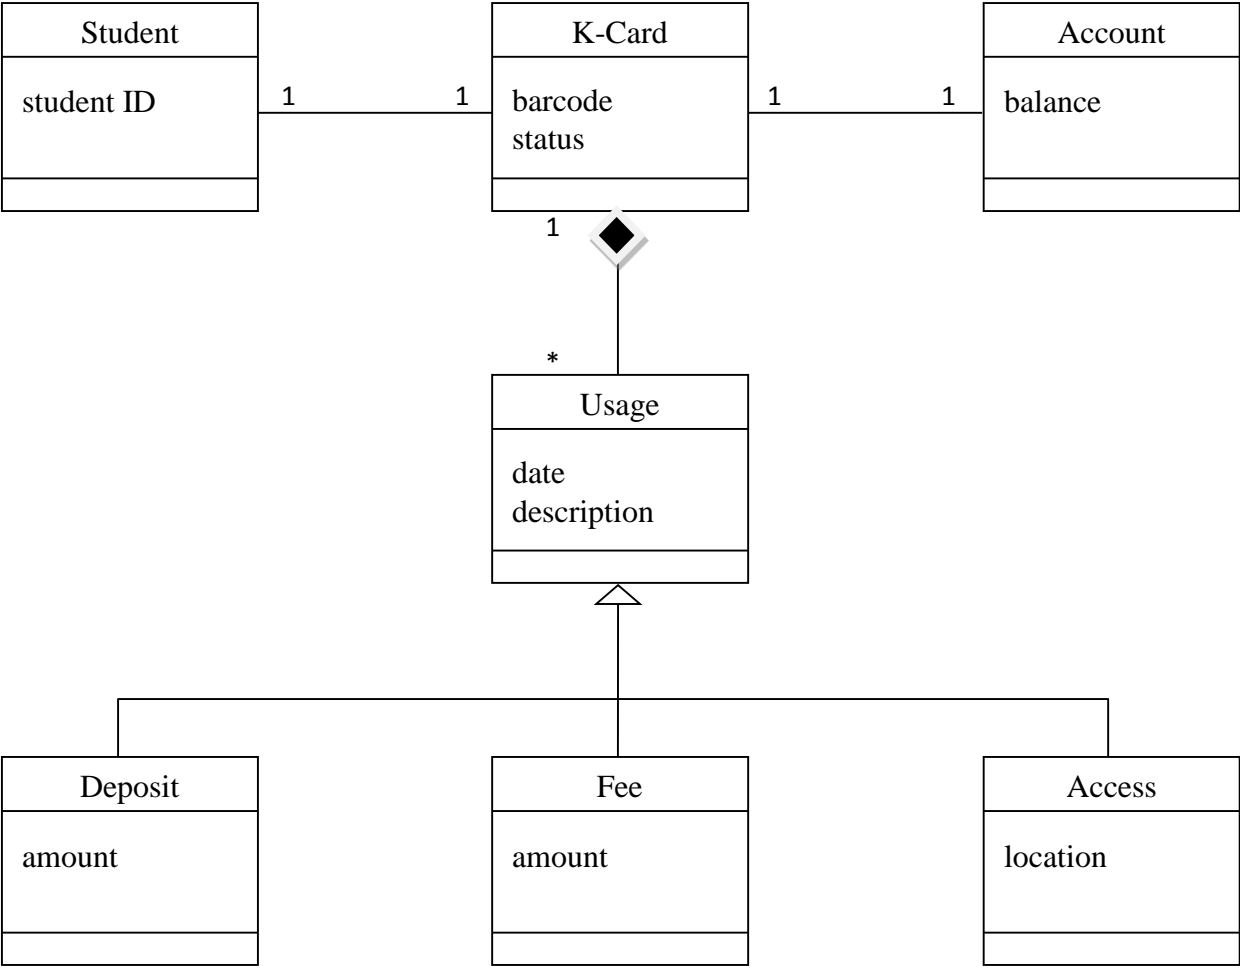 Student
student ID
1
1
K-Card
barcode
status
1
1
Account
balance
1
*
Usage
date
description
Deposit
amount
Fee
amount
Access
location